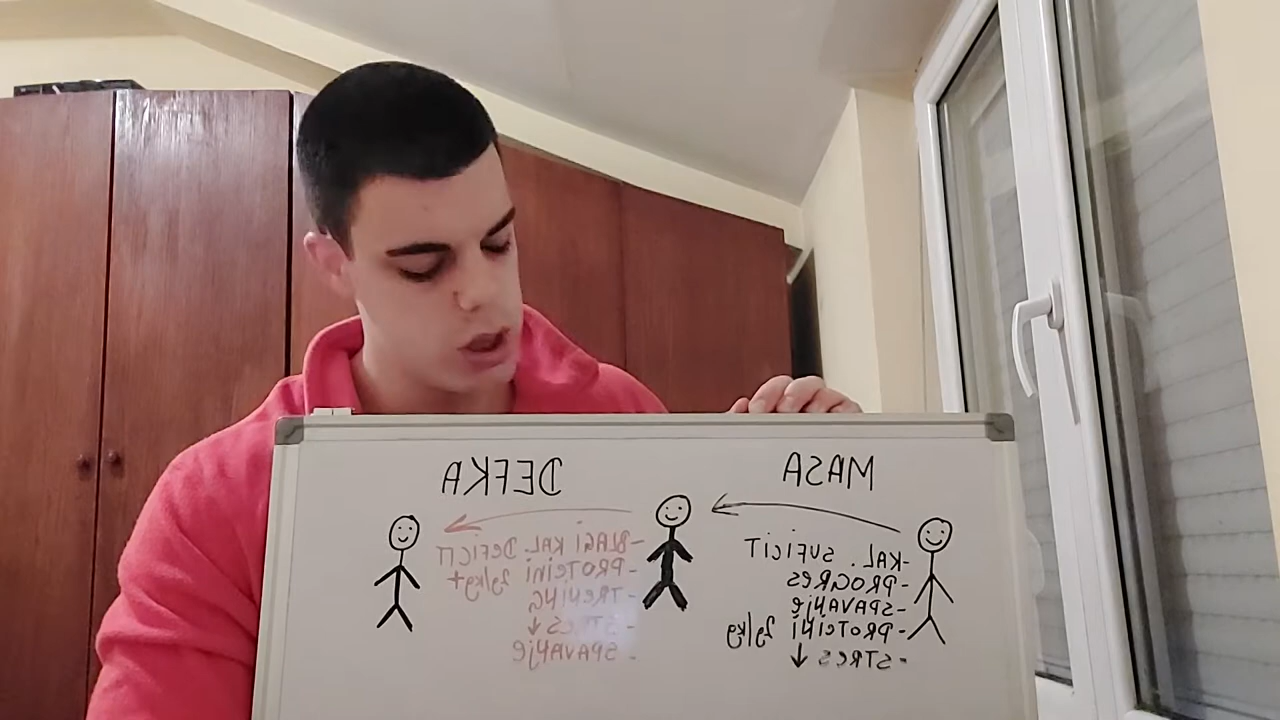 MASA
-KAL. SUFICIT
-PROGRES
-SPAVANjE
-PROTEINI 2g/kg
-STRES ↓
DEFKA
-BLAGI KAL. DEFICIT
-PROTEINI 2g/kg+
-TRENING
-STRES ↓
-SPAVANjE